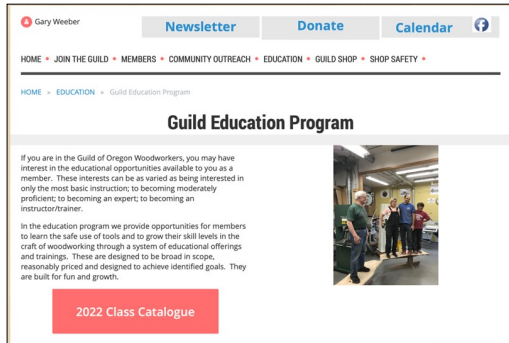 Gary Weeber
Newsletter
Donate
Calendar
HOME • JOIN THE GUILD • MEMBERS • COMMUNITY OUTREACH • EDUCATION • GUILD SHOP • SHOP SAFETY •
HOME » EDUCATION » Guild Education Program
Guild Education Program
If you are in the Guild of Oregon Woodworkers, you may have
interest in the educational opportunities available to you as a
member. These interests can be as varied as being interested in
only the most basic instruction; to becoming moderately
proficient; to becoming an expert; to becoming an
instructor/trainer.
In the education program we provide opportunities for members
to learn the safe use of tools and to grow their skill levels in the
craft of woodworking through a system of educational offerings
and trainings. These are designed to be broad in scope,
reasonably priced and designed to achieve identified goals. They
are built for fun and growth.
2022 Class Catalogue